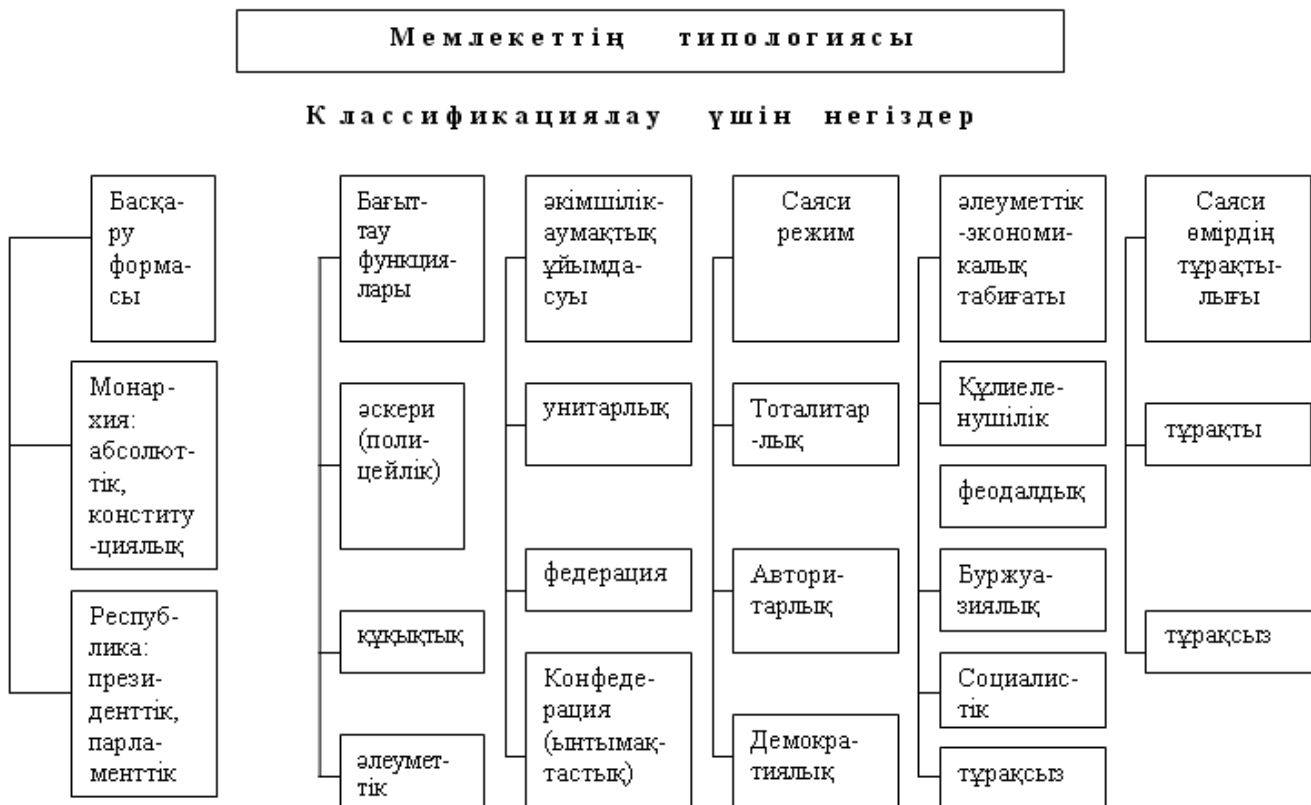 Мемлекеттің типологиясы
Классификациялау үшін негіздер
Басқа-
ру
форма-
сы
Монар-
хия:
абсолют-
тік,
конститу
-циялық
Респуб-
лика:
прези-
денттік,
парла-
менттік
Бағыт-
тау
функция-
лары
әскери
(поли-
цейлік)
құқықтық
әлеумет-
тік
әкімшілік-
аумақтық
ұйымда-
суы
унитарлық
федерация
Конфеде-
рация
(ынтымақ-
тастық)
Саяси
режим
Тоталитар
-лық
Автори-
тарлық
Демокра-
тиялық
әлеуметтік
-экономи-
калық
табиғаты
Құлиеле-
нушілік
феодалдық
Буржуа-
зиялық
Социалис-
тік
тұрақсыз
Саяси
өмірдің
тұрақты-
лығы
тұрақты
тұрақсыз